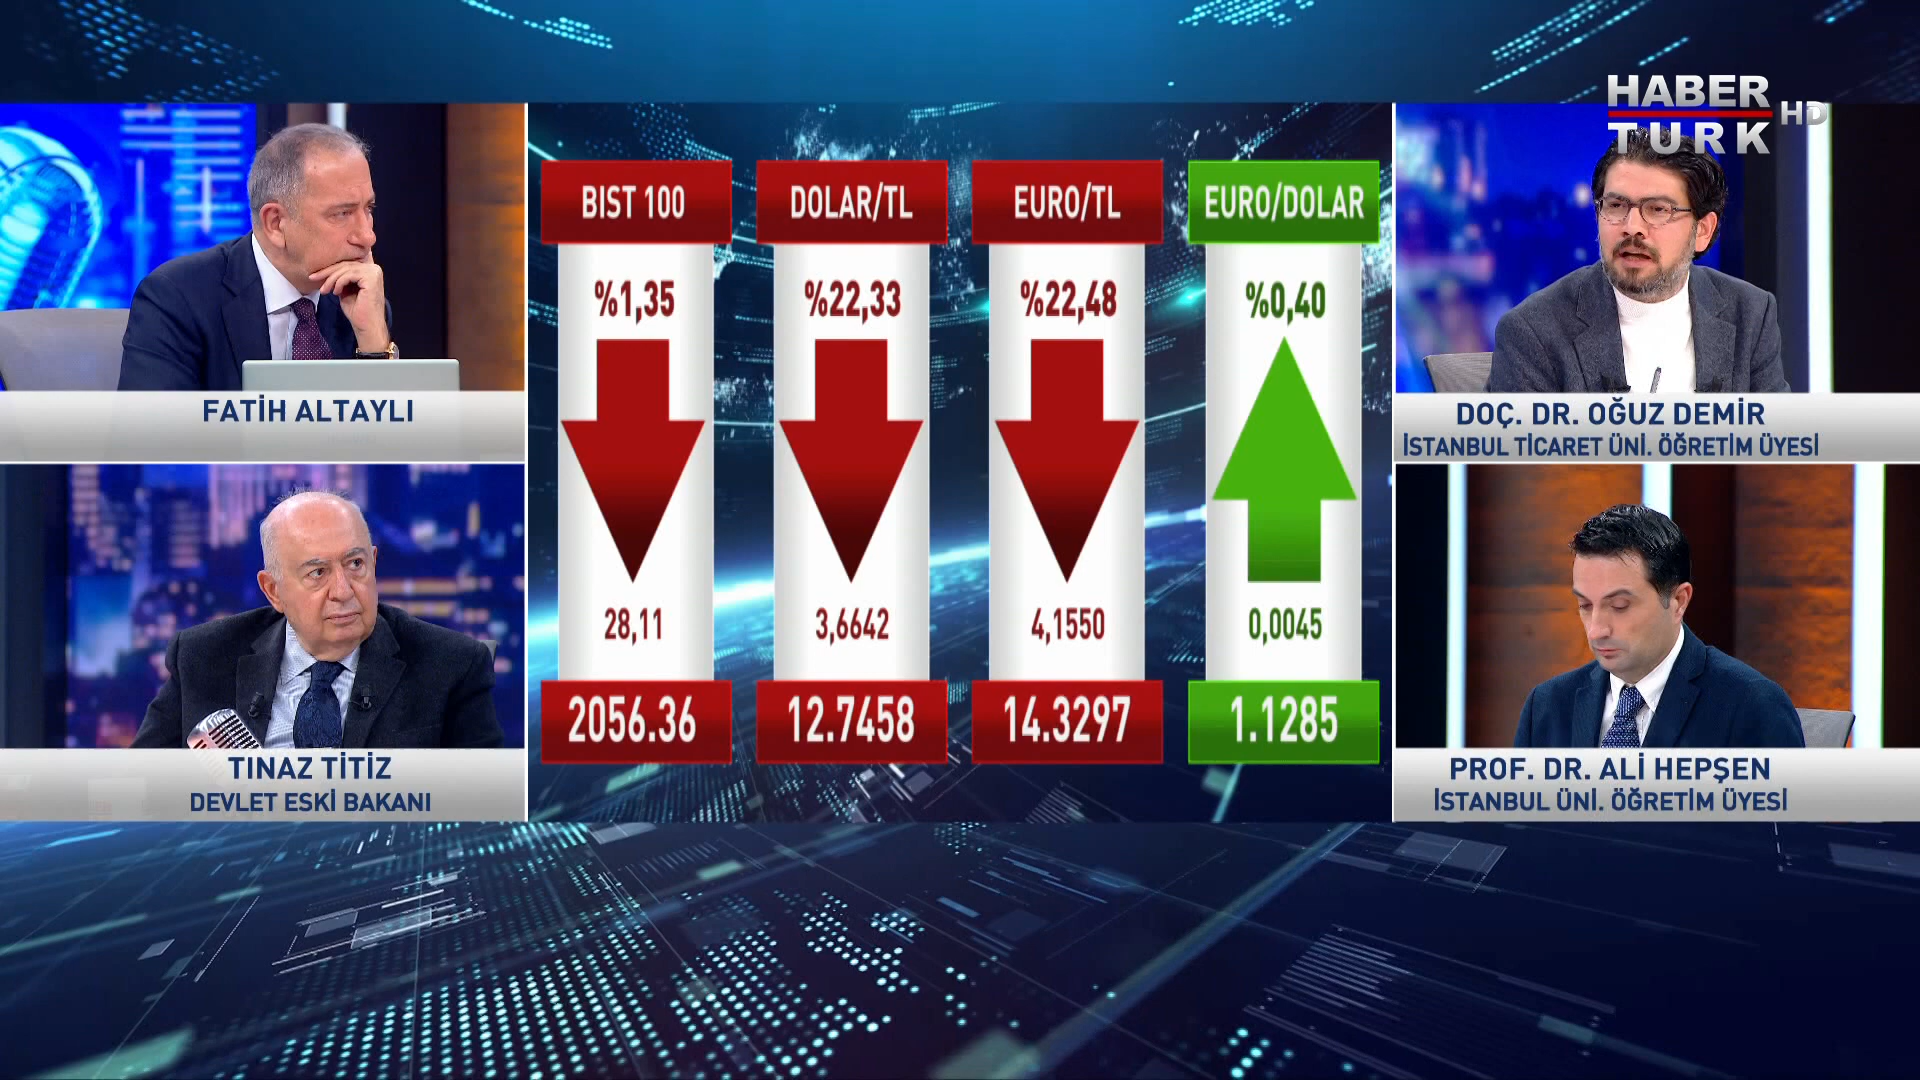 HABER
TURK HD
FATİH ALTAYLI
TINAZ TİTİZ
DEVLET ESKİ BAKANI
BIST 100
%1,35
28,11
2056.36
DOLAR/TL
%22,33
3,6642
12.7458
EURO/TL
%22,48
4,1550
14.3297
EURO/DOLAR
%0,40
0,0045
1.1285
DOÇ. DR. OĞUZ DEMİR
İSTANBUL TİCARET ÜNİ. ÖĞRETİM ÜYESİ
PROF. DR. ALİ HEPŞEN
İSTANBUL ÜNİ. ÖĞRETİM ÜYESİ